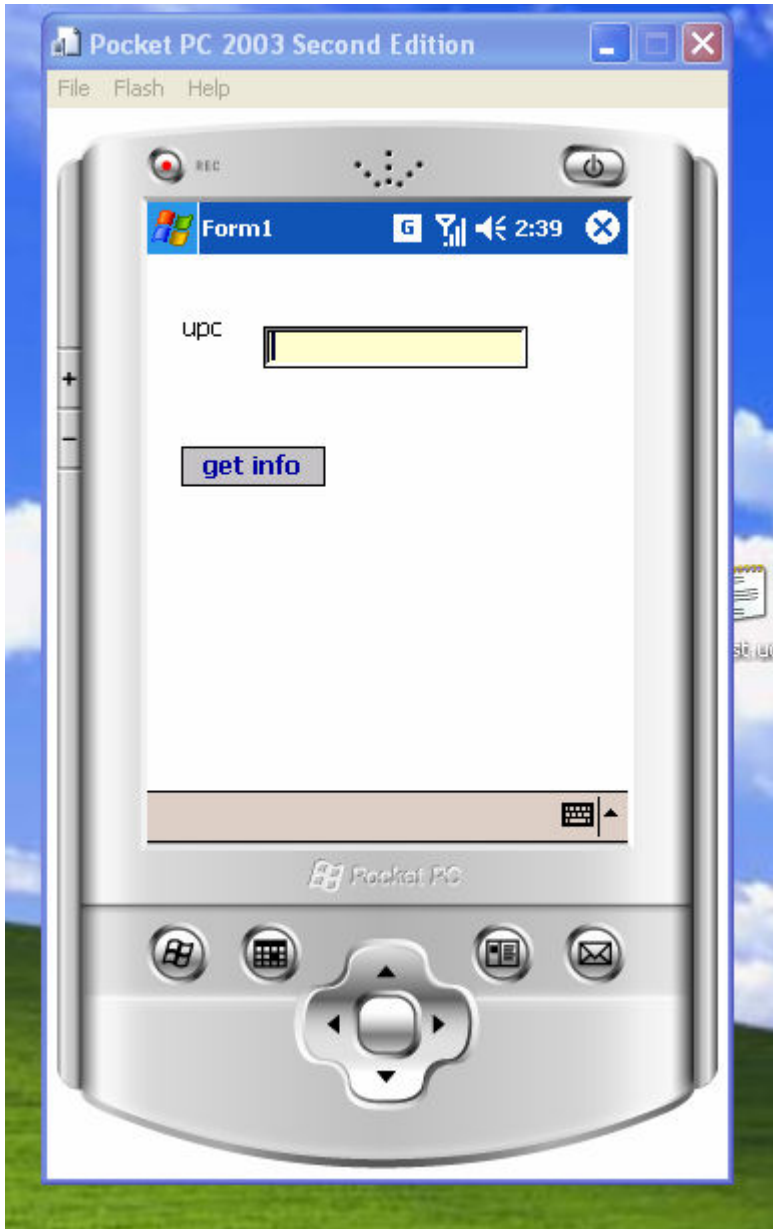 Pocket PC 2003 Second Edition
File Flash Help
REC
Form1 G 2:39
upc
get info
Pocket PC